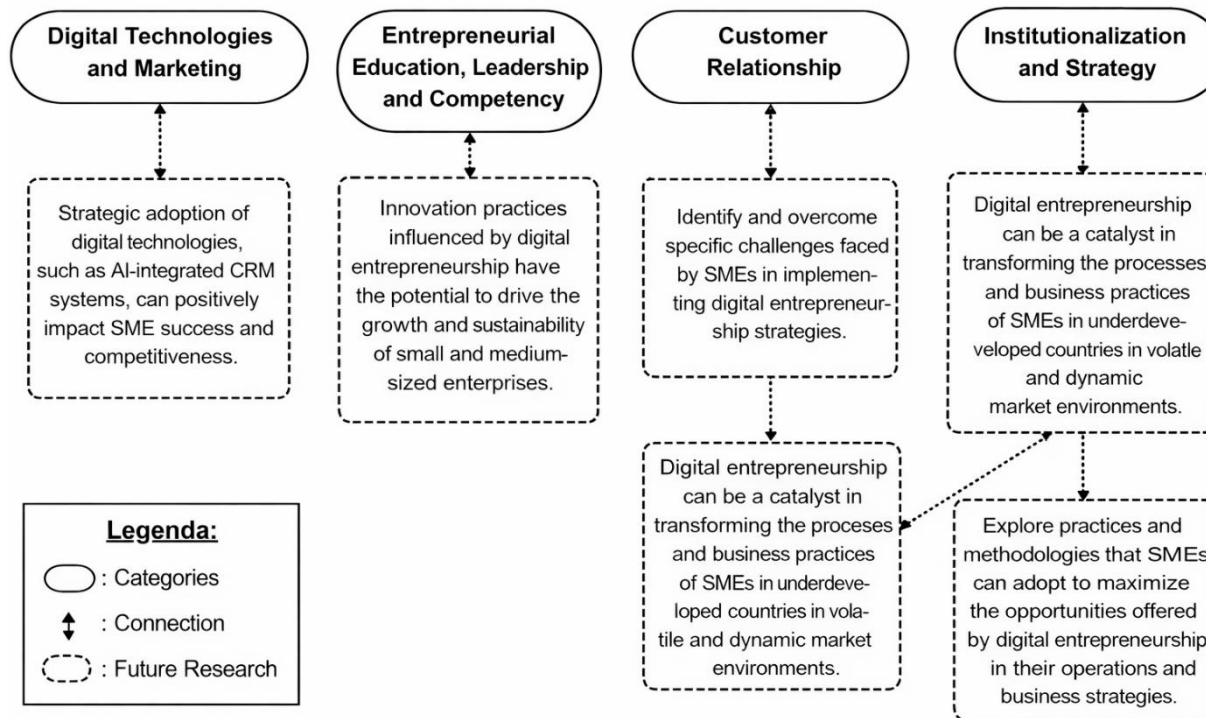 Digital Technologies
and Marketing
Entrepreneurial
Education, Leadership
and Competency
Customer
Relationship
Institutionalization
and Strategy
Strategic adoption of
digital technologies,
such as AI-integrated CRM
systems, can positively
impact SME success and
competitiveness.
Innovation practices
influenced by digital
entrepreneurship have
the potential to drive the
growth and sustainability
of small and medium-
sized enterprises.
Identify and overcome
specific challenges faced
by SMEs in implemen-
ting digital entrepreneur-
ship strategies.
Digital entrepreneurship
can be a catalyst in
transforming the processes
and business practices
of SMEs in underdeve-
veloped countries in volatle
and dynamic
market environments.
Digital entrepreneurship
can be a catalyst in
transforming the proceses
and business practices
of SMEs in underdeve-
loped countries in vola-
tile and dynamic market
environments.
Explore practices and
methodologies that SMEs
can adopt to maximize
the opportunities offered
by digital entrepreneurship
in their operations and
business strategies.
Legenda:
: Categories
: Connection
: Future Research